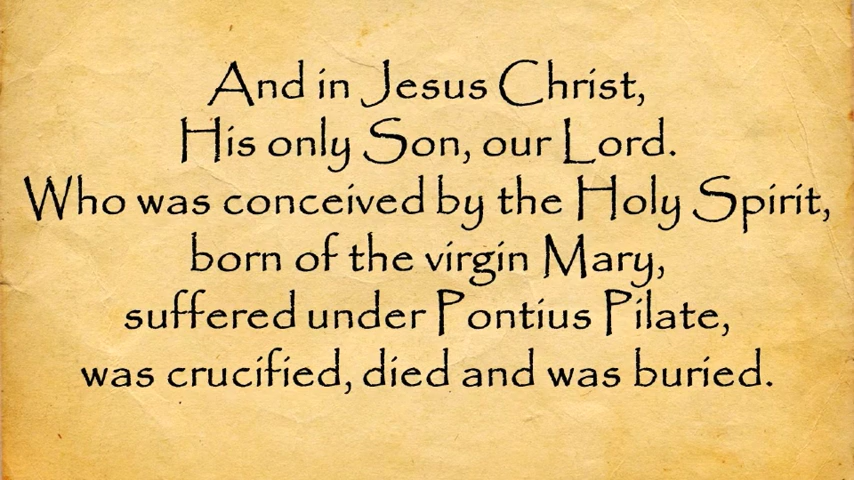 And in Jesus Christ,
His only Son, our Lord.
Who was conceived by the Holy Spirit,
born of the virgin Mary,
suffered under Pontius Pilate,
was crucified, died and was buried.